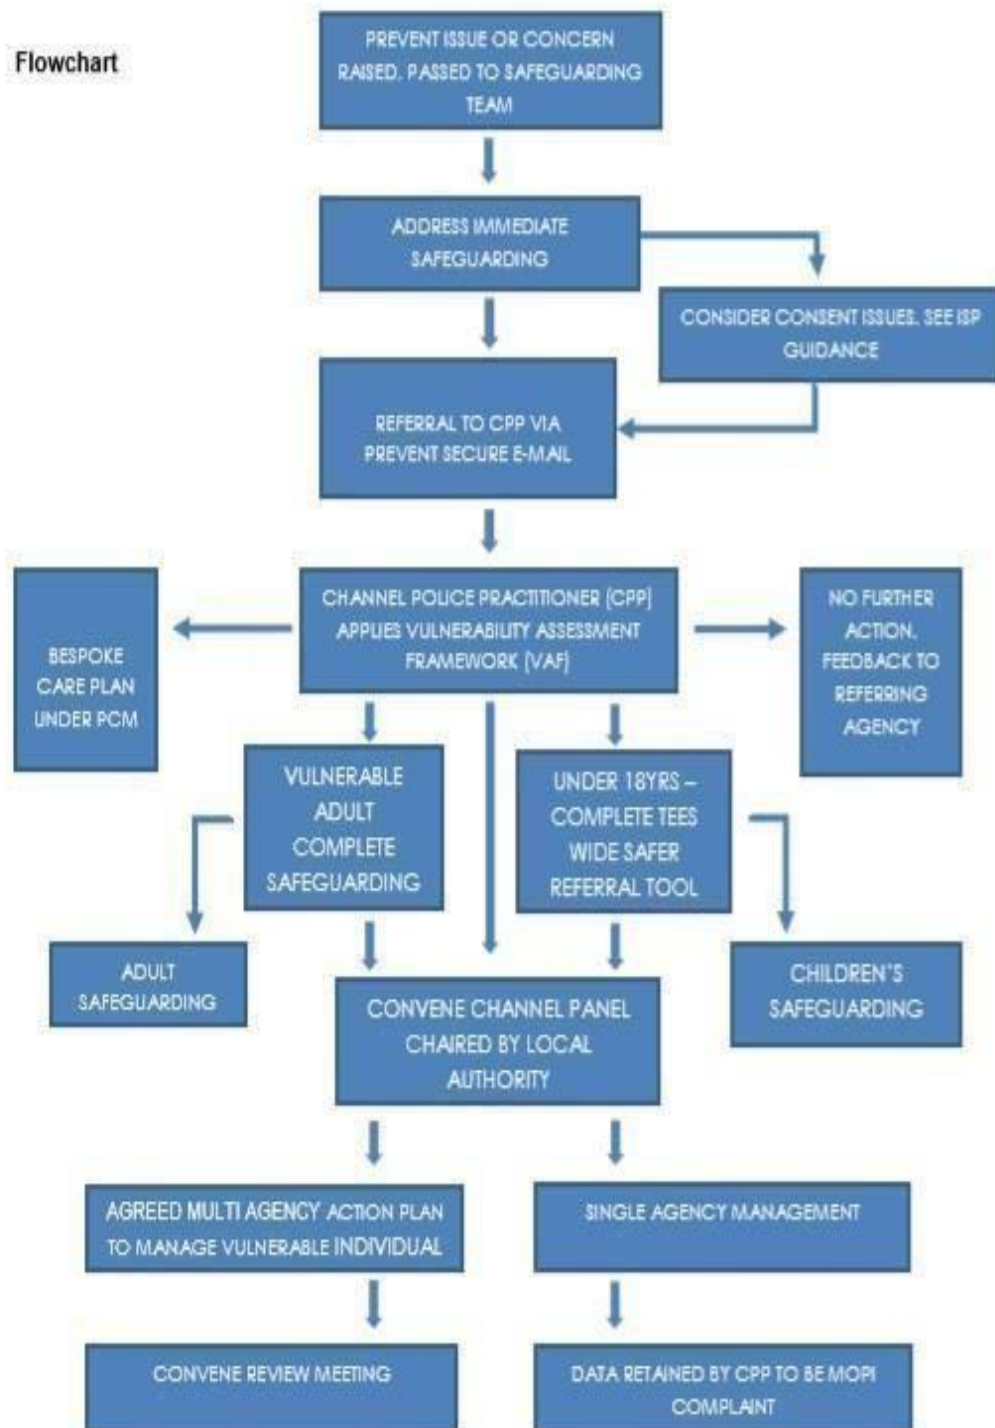 Flowchart
PREVENT ISSUE OR CONCERN
RAISED. PASSED TO SAFEGUARDING
TEAM
ADDRESS IMMEDIATE
SAFEGUARDING
CONSIDER CONSENT ISSUES. SEE ISP
GUIDANCE
REFERRAL TO CPP VIA
PREVENT SECURE E-MAIL
BESPOKE
CARE PLAN
UNDER PCM
CHANNEL POLICE PRACTITIONER (CPP)
APPLIES VULNERABILITY ASSESSMENT
FRAMEWORK (VAF)
NO FURTHER
ACTION.
FEEDBACK TO
REFERRING
AGENCY
VULNERABLE
ADULT
COMPLETE
SAFEGUARDING
UNDER 18YRS –
COMPLETE TEES
WIDE SAFER
REFERRAL TOOL
ADULT
SAFEGUARDING
CONVENE CHANNEL PANEL
CHAIRED BY LOCAL
AUTHORITY
CHILDREN'S
SAFEGUARDING
AGREED MULTI AGENCY ACTION PLAN
TO MANAGE VULNERABLE INDIVIDUAL
SINGLE AGENCY MANAGEMENT
CONVENE REVIEW MEETING
DATA RETAINED BY CPP TO BE MOPI
COMPLAINT